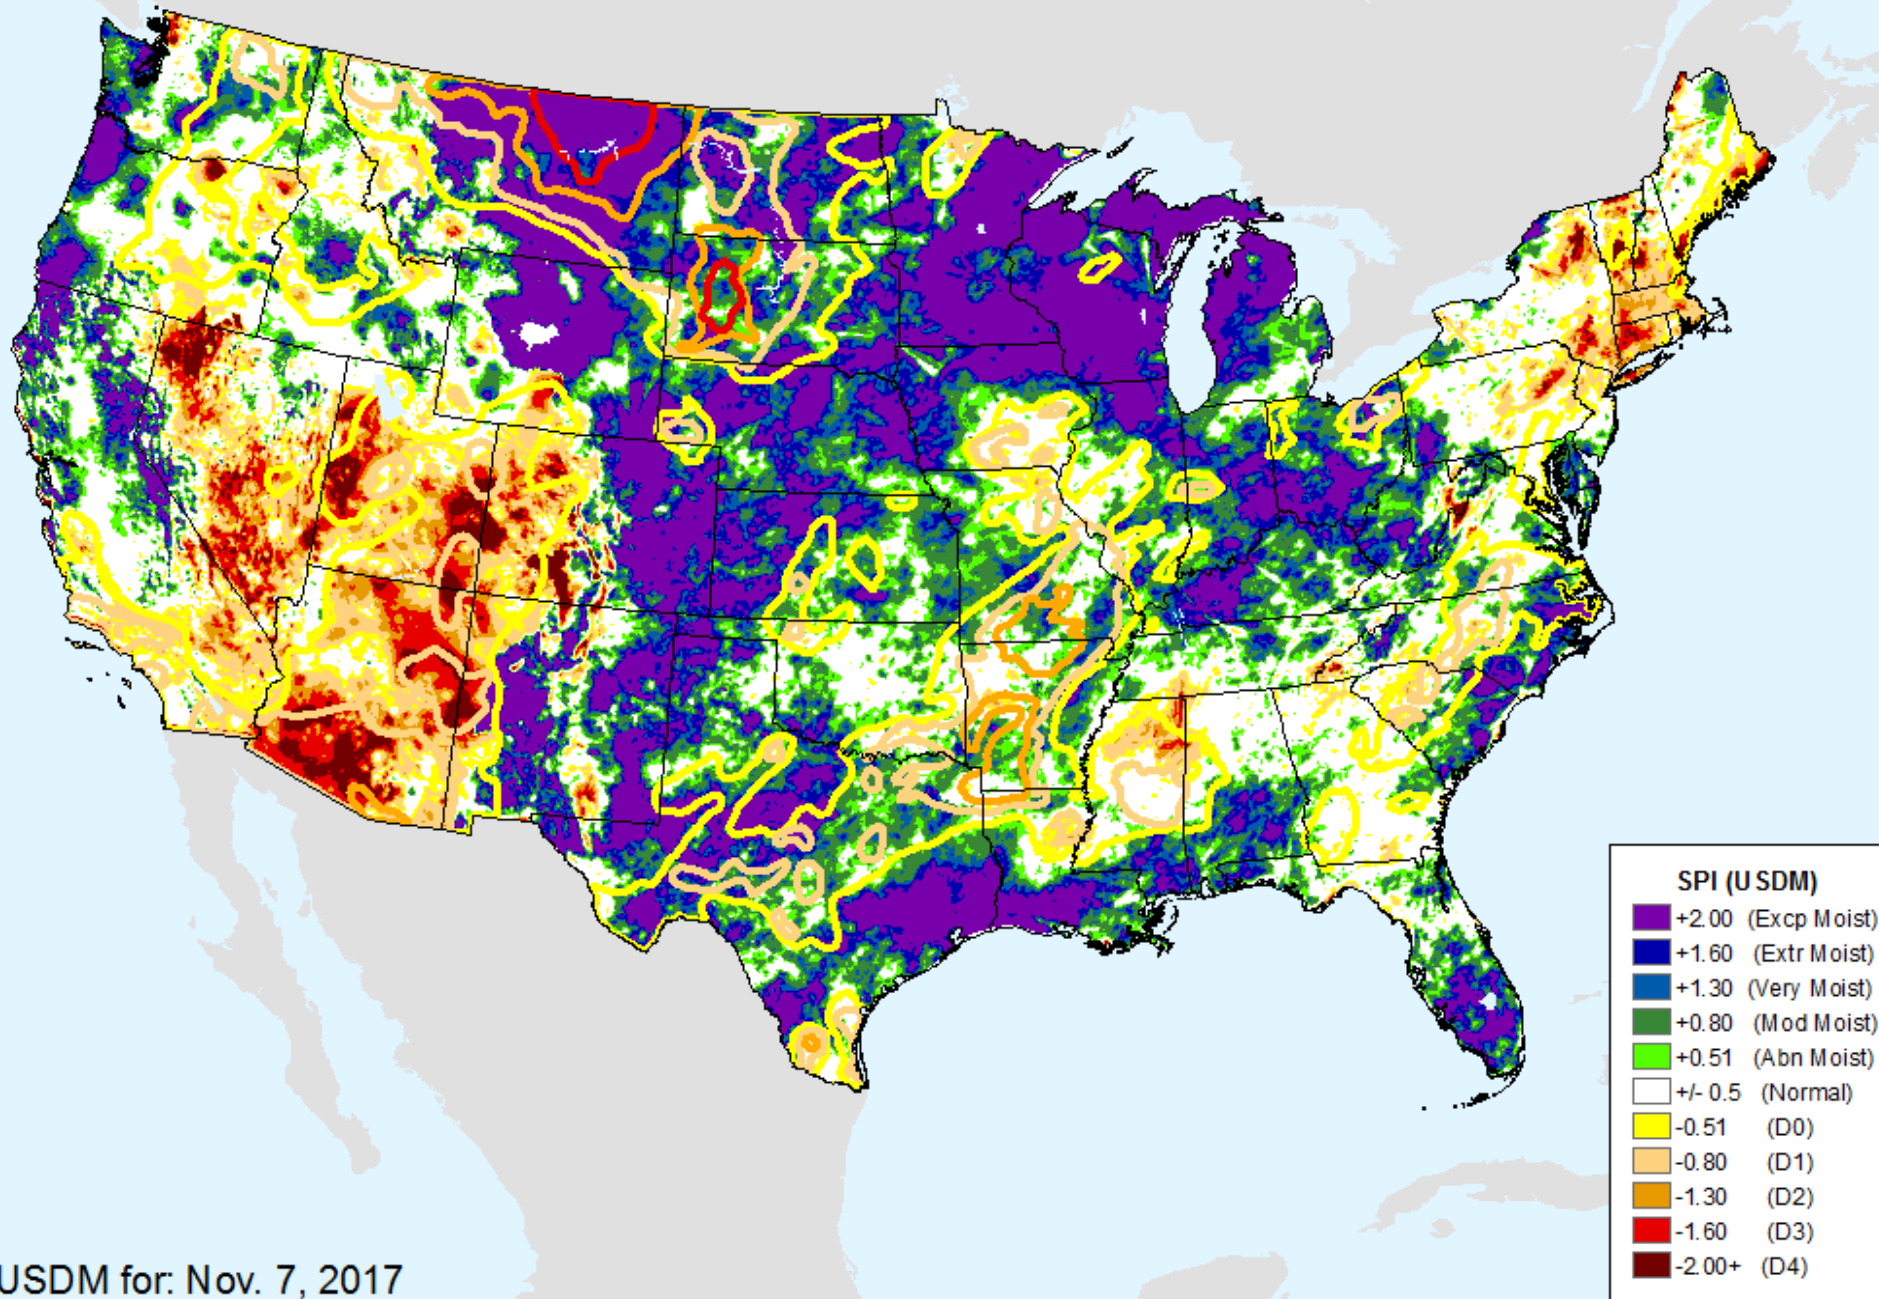 SPI (USDM)
+2.00 (Excp Moist)
+1.60 (Extr Moist)
+1.30 (Very Moist)
+0.80 (Mod Moist)
+0.51 (Abn Moist)
+/- 0.5 (Normal)
-0.51 (D0)
-0.80 (D1)
-1.30 (D2)
-1.60 (D3)
-2.00+ (D4)
USDM for: Nov. 7, 2017